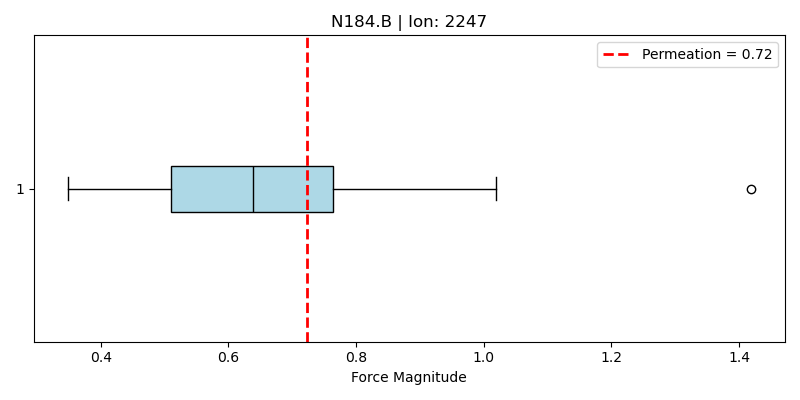 N184.B | Ion: 2247
Permeation = 0.72
1
0.4 0.6 0.8 1.0 1.2 1.4
Force Magnitude